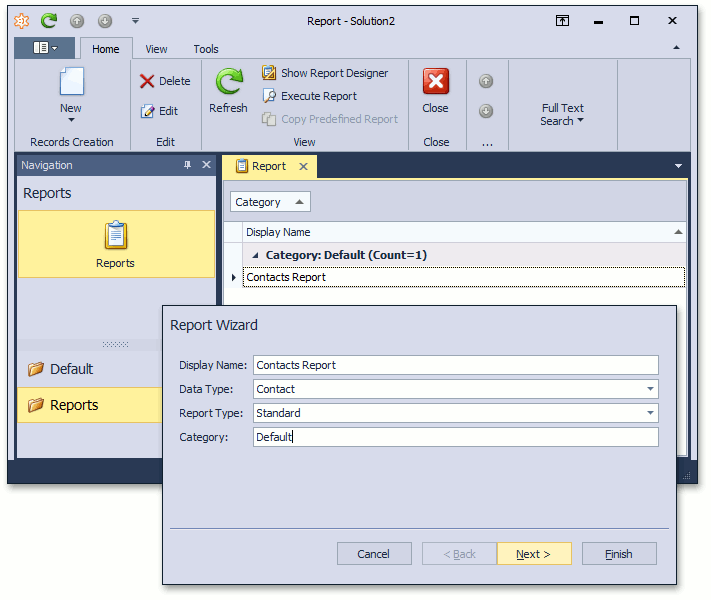 Report - Solution2
Home View Tools
New
Records Creation
Delete
Edit
Edit
Refresh
Show Report Designer
Execute Report
Copy Predefined Report
View
Close
Close
...
Full Text
Search
Navigation
Reports
Reports
Default
Reports
Report
Category
Display Name
Category: Default (Count=1)
Contacts Report
Report Wizard
Display Name: Contacts Report
Data Type: Contact
Report Type: Standard
Category: Default
Cancel < Back Next > Finish